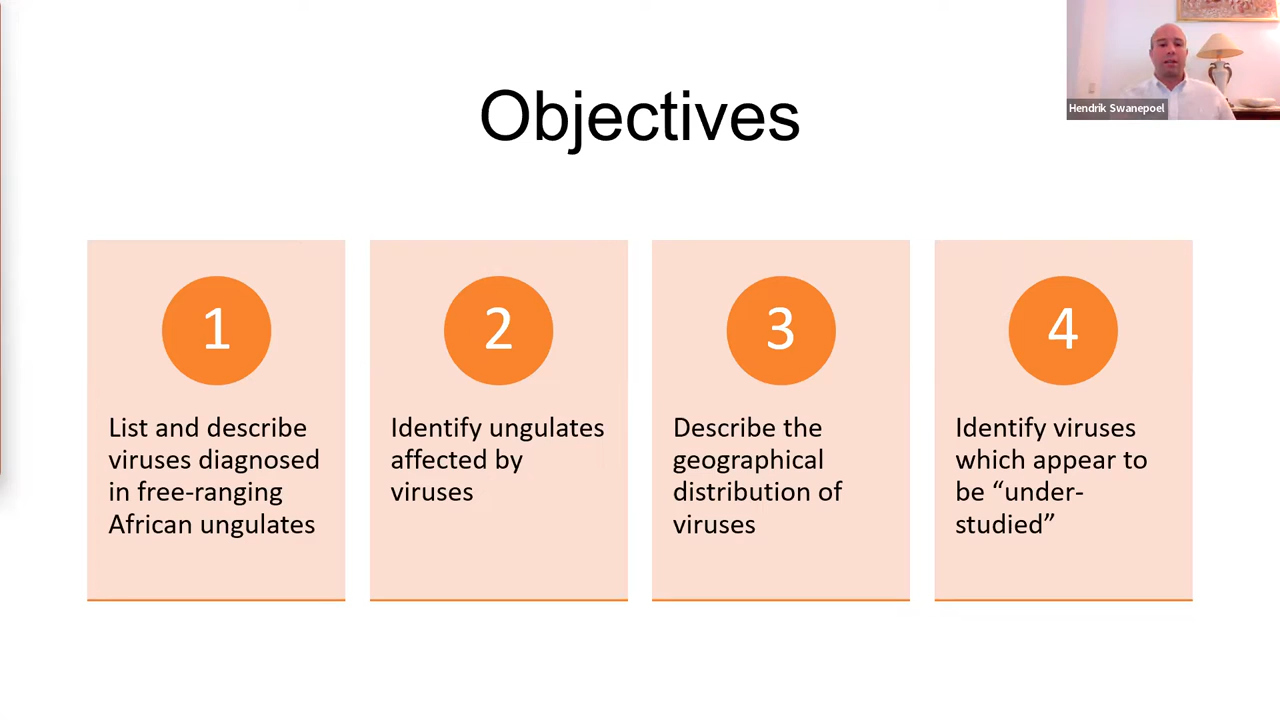 Hendrik Swanepoel
Objectives
1
List and describe
viruses diagnosed
in free-ranging
African ungulates
2
Identify ungulates
affected by
viruses
3
Describe the
geographical
distribution of
viruses
4
Identify viruses
which appear to
be “under-
studied”